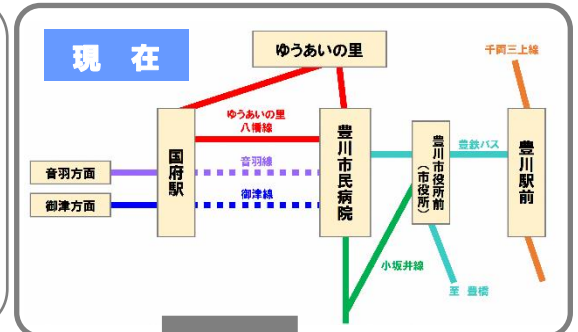 現 在
ゆうあいの里
千両三上線
ゆうあいの里
八幡線
国府駅
豊川市民病院
豊川市役所前
（市役所）
豊鉄バス
豊川駅前
音羽方面
音羽線
御津方面
御津線
小坂井線
至 豊橋